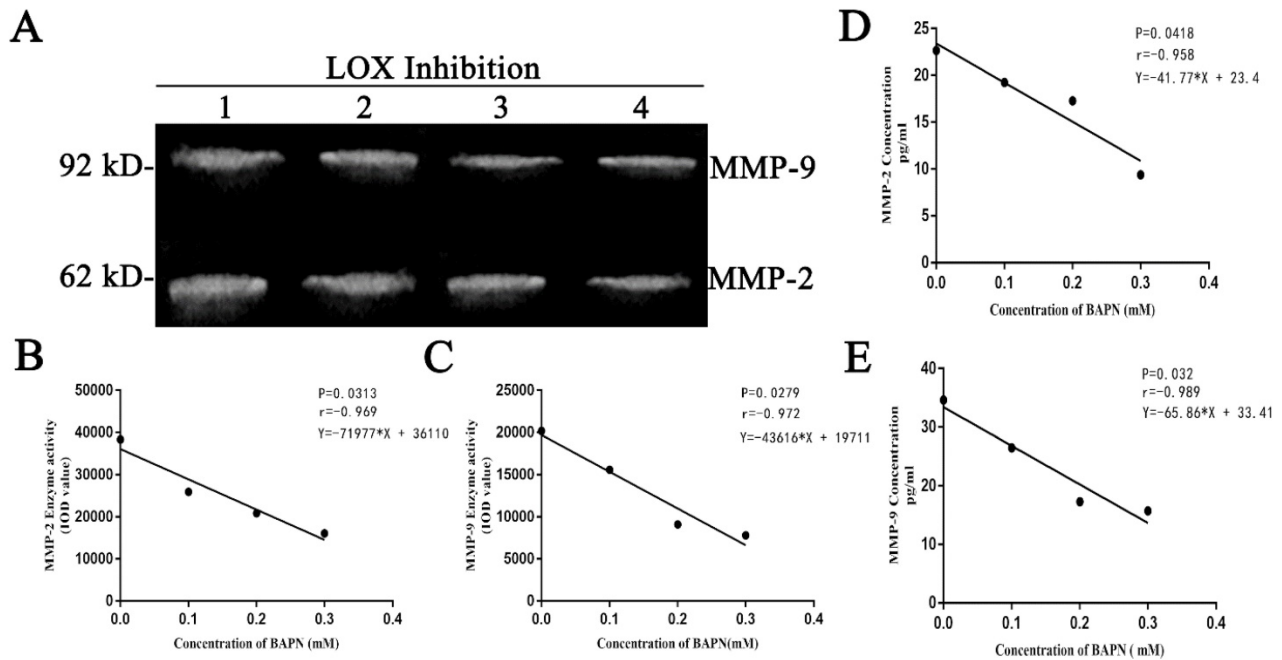 A
LOX Inhibition
1 2 3 4
92 kD-
MMP-9
62 kD-
MMP-2
B
MMP-2 Enzyme activity
(IOD value)
50000
40000
30000
20000
10000
0
0.0 0.1 0.2 0.3 0.4
Concentration of BAPN (mM)
P=0.0313
r=-0.969
Y=-71977*X + 36110
C
MMP-9 Enzyme activity
(IOD value)
25000
20000
15000
10000
5000
0
0.0 0.1 0.2 0.3 0.4
Concentration of BAPN(mM)
P=0.0279
r=-0.972
Y=-43616*X + 19711
D
MMP-2 Concentration
pg/ml
25
20
15
10
5
0
0.0 0.1 0.2 0.3 0.4
Concentration of BAPN (mM)
P=0.0418
r=-0.958
Y=-41.77*X + 23.4
E
MMP-9 Concentration
pg/ml
40
30
20
10
0
0.0 0.1 0.2 0.3 0.4
Concentration of BAPN ( mM)
P=0.032
r=-0.989
Y=-65.86*X + 33.41